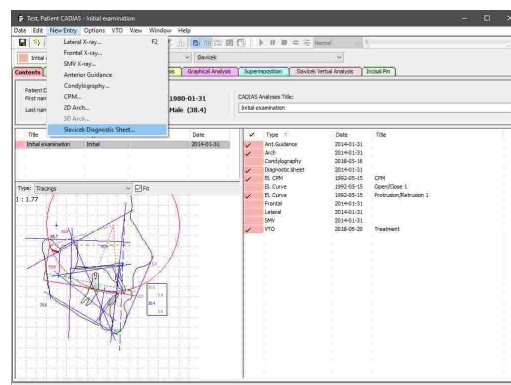 Test, Patient CADIAS - Initial examination
Data Edit New Entry Options VTO View Window Help
Lateral X-ray... F2
Frontal X-ray...
SMV X-ray...
Anterior Guidance
Condylography...
CPM...
2D Arch...
3D Arch...
Slavicek Diagnostic Sheet...
Normal
Initial Slavicek
Contents Graphical Analysis Superimposition Slavicek Verbal Analysis Incisal Pin
Patient D
First nam 1980-01-31
Last nam Male (38.4)
CADIAS Analyses Title:
Initial examination
Title Date
Initial examination Initial 2014-01-31
Type: Tracings Fit
1 : 1.77
Type Date Title
Ant.Guidance 2014-01-31
Arch 2014-01-31
Condylography 2018-05-16
Diagnostic sheet 2014-01-31
El. CPM 1992-05-15 CPM
El. Curve 1992-05-15 Open/Close 1
El. Curve 1992-05-15 Protrusion/Retrusion 1
Frontal 2014-01-31
Lateral 2014-01-31
SMV 2014-01-31
VTO 2018-05-20 Treatment